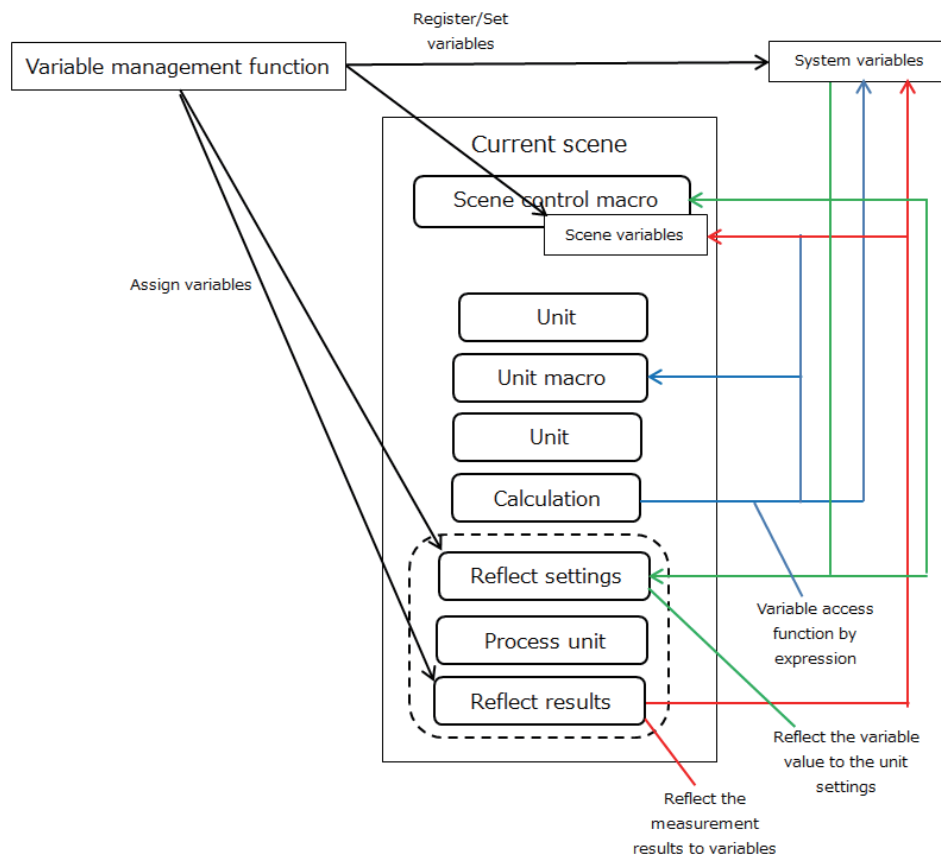 Register/Set
variables
Variable management function
System variables
Current scene
Scene control macro
Scene variables
Assign variables
Unit
Unit macro
Unit
Calculation
Reflect settings
Variable access
function by
expression
Process unit
Reflect results
Reflect the variable
value to the unit
settings
Reflect the
measurement
results to variables